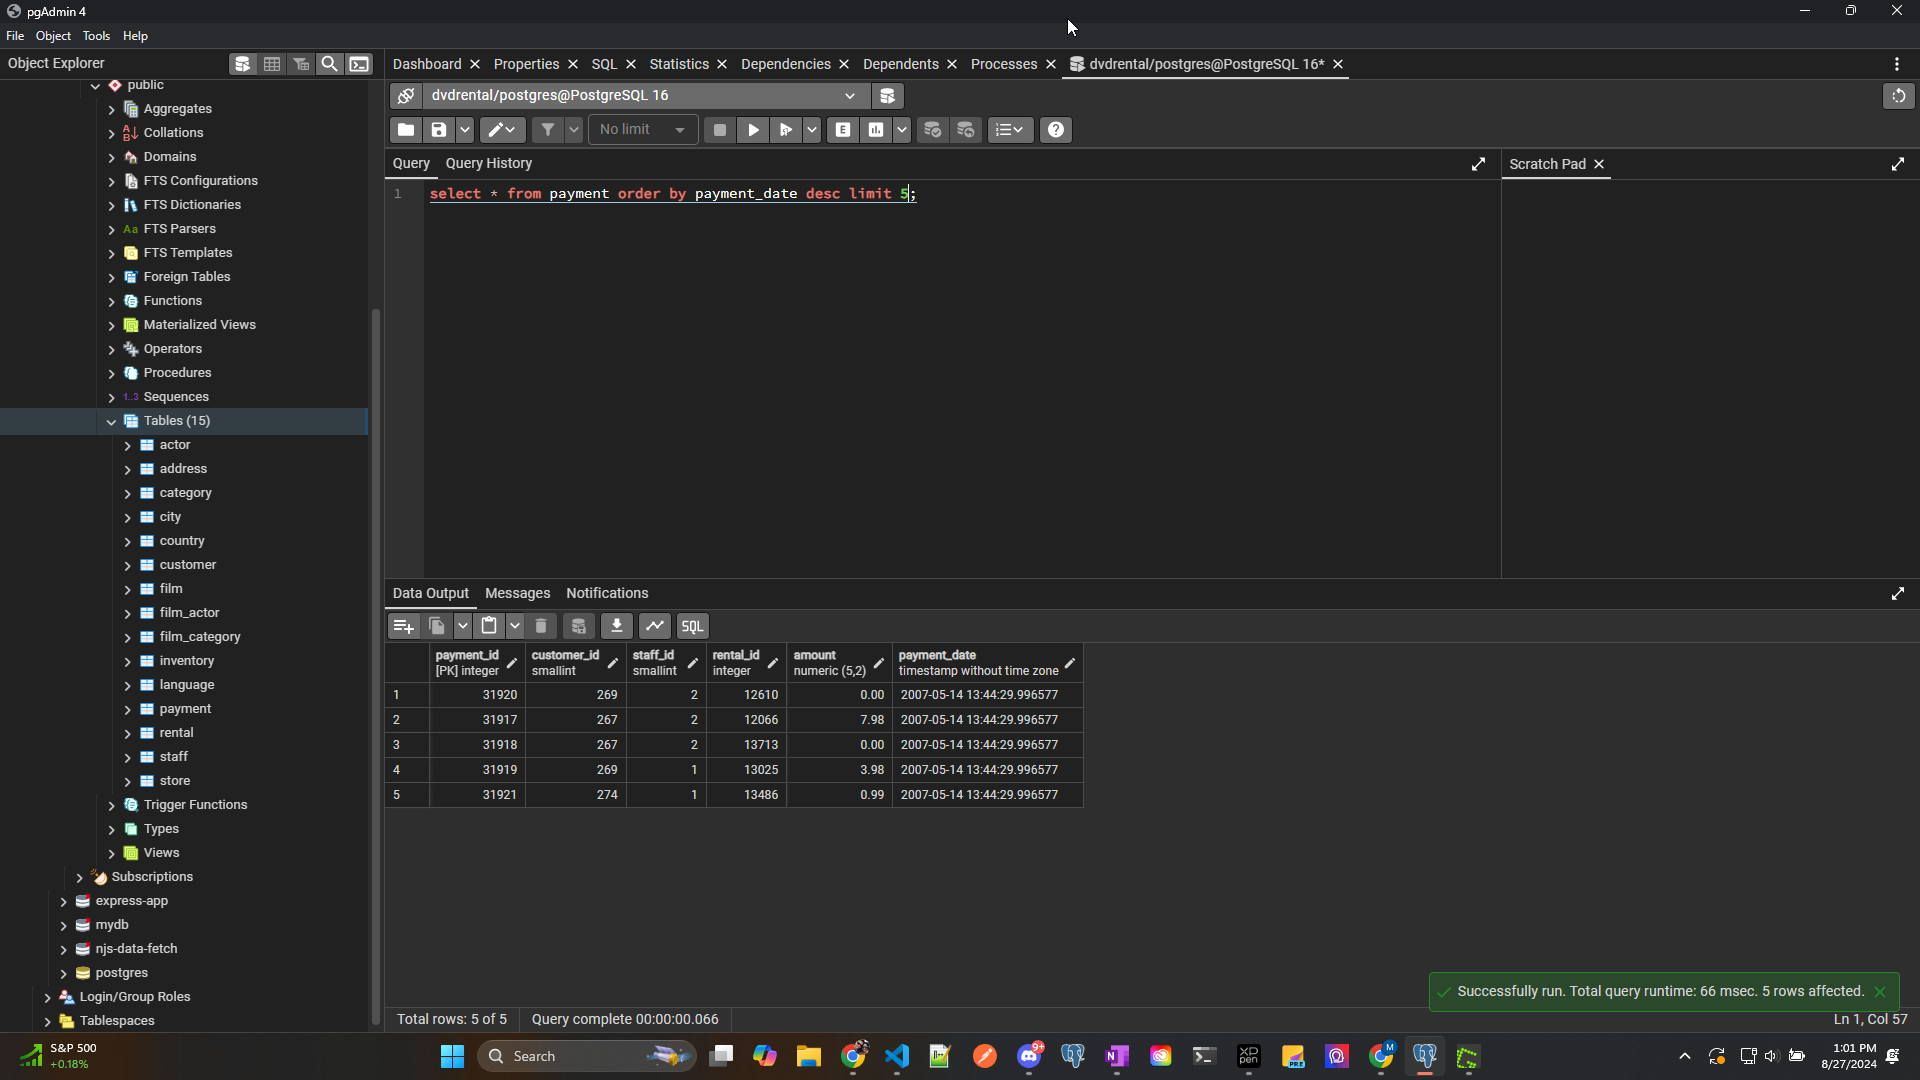 pgAdmin 4
File Object Tools Help
Object Explorer
Dashboard Properties SQL Statistics Dependencies Dependents Processes dvdrental/postgres@PostgreSQL 16*
public
Aggregates
Collations
Domains
FTS Configurations
FTS Dictionaries
Aa FTS Parsers
FTS Templates
Foreign Tables
Functions
Materialized Views
Operators
Procedures
1..3 Sequences
Tables (15)
actor
address
category
city
country
customer
film
film_actor
film_category
inventory
language
payment
rental
staff
store
Trigger Functions
Types
Views
Subscriptions
express-app
mydb
njs-data-fetch
postgres
Login/Group Roles
Tablespaces
dvdrental/postgres@PostgreSQL 16
No limit E
Query Query History
Scratch Pad
1 select * from payment order by payment_date desc limit 5;
Data Output Messages Notifications
SQL
payment_id customer_id staff_id rental_id amount payment_date
[PK] integer smallint smallint integer numeric (5,2) timestamp without time zone
1 31920 269 2 12610 0.00 2007-05-14 13:44:29.996577
2 31917 267 2 12066 7.98 2007-05-14 13:44:29.996577
3 31918 267 2 13713 0.00 2007-05-14 13:44:29.996577
4 31919 269 1 13025 3.98 2007-05-14 13:44:29.996577
5 31921 274 1 13486 0.99 2007-05-14 13:44:29.996577
Successfully run. Total query runtime: 66 msec. 5 rows affected.
Total rows: 5 of 5 Query complete 00:00:00.066 Ln 1, Col 57
S&P 500
+0.18%
Search
9+
XP
PEN
PRE
M
1:01 PM
8/27/2024